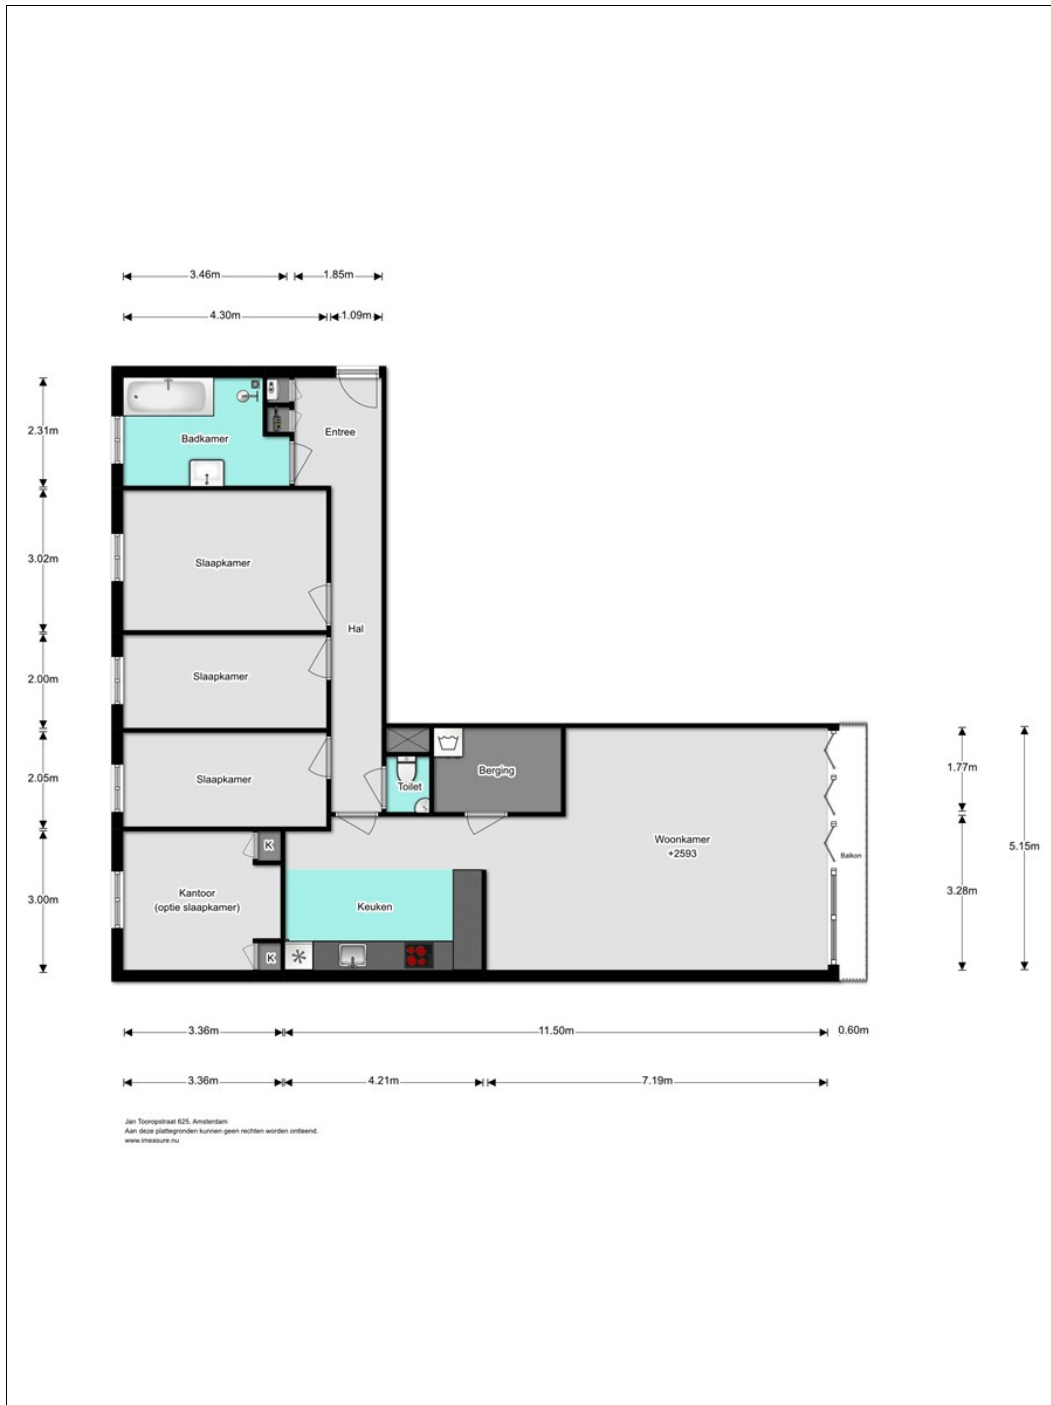 3.46m
1.85m
4.30m
1.09m
2.31m
Badkamer
Entree
3.02m
Slaapkamer
Hal
2.00m
Slaapkamer
2.05m
Slaapkamer
Toilet
Berging
1.77m
Woonkamer
+2593
Balkon
5.15m
K
3.00m
Kantoor
(optie slaapkamer)
Keuken
3.28m
K
3.36m
11.50m
0.60m
3.36m
4.21m
7.19m
Jan Tooropstraat 625, Amsterdam
Aan deze plattegronden kunnen geen rechten worden ontleend.
www.imeasure.nu